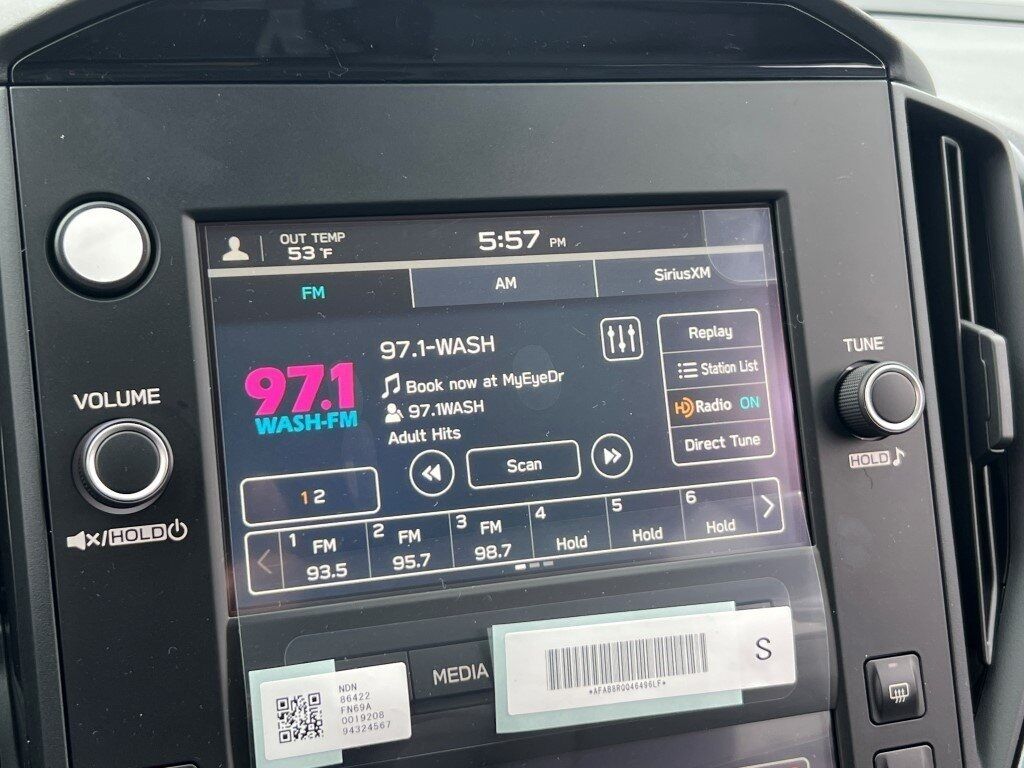 OUT TEMP
53 °F
5:57 PM
FM
AM
SiriusXM
97.1
WASH-FM
97.1-WASH
Book now at MyEyeDr
97.1WASH
Adult Hits
Replay
Station List
HD Radio ON
Direct Tune
Scan
1 2
1 FM 93.5
2 FM 95.7
3 FM 98.7
4 Hold
5 Hold
6 Hold
VOLUME
/HOLD
TUNE
HOLD
MEDIA
NDN
86422
FN69A
0019208
94324567
*AFAB8R0046496LF*
S